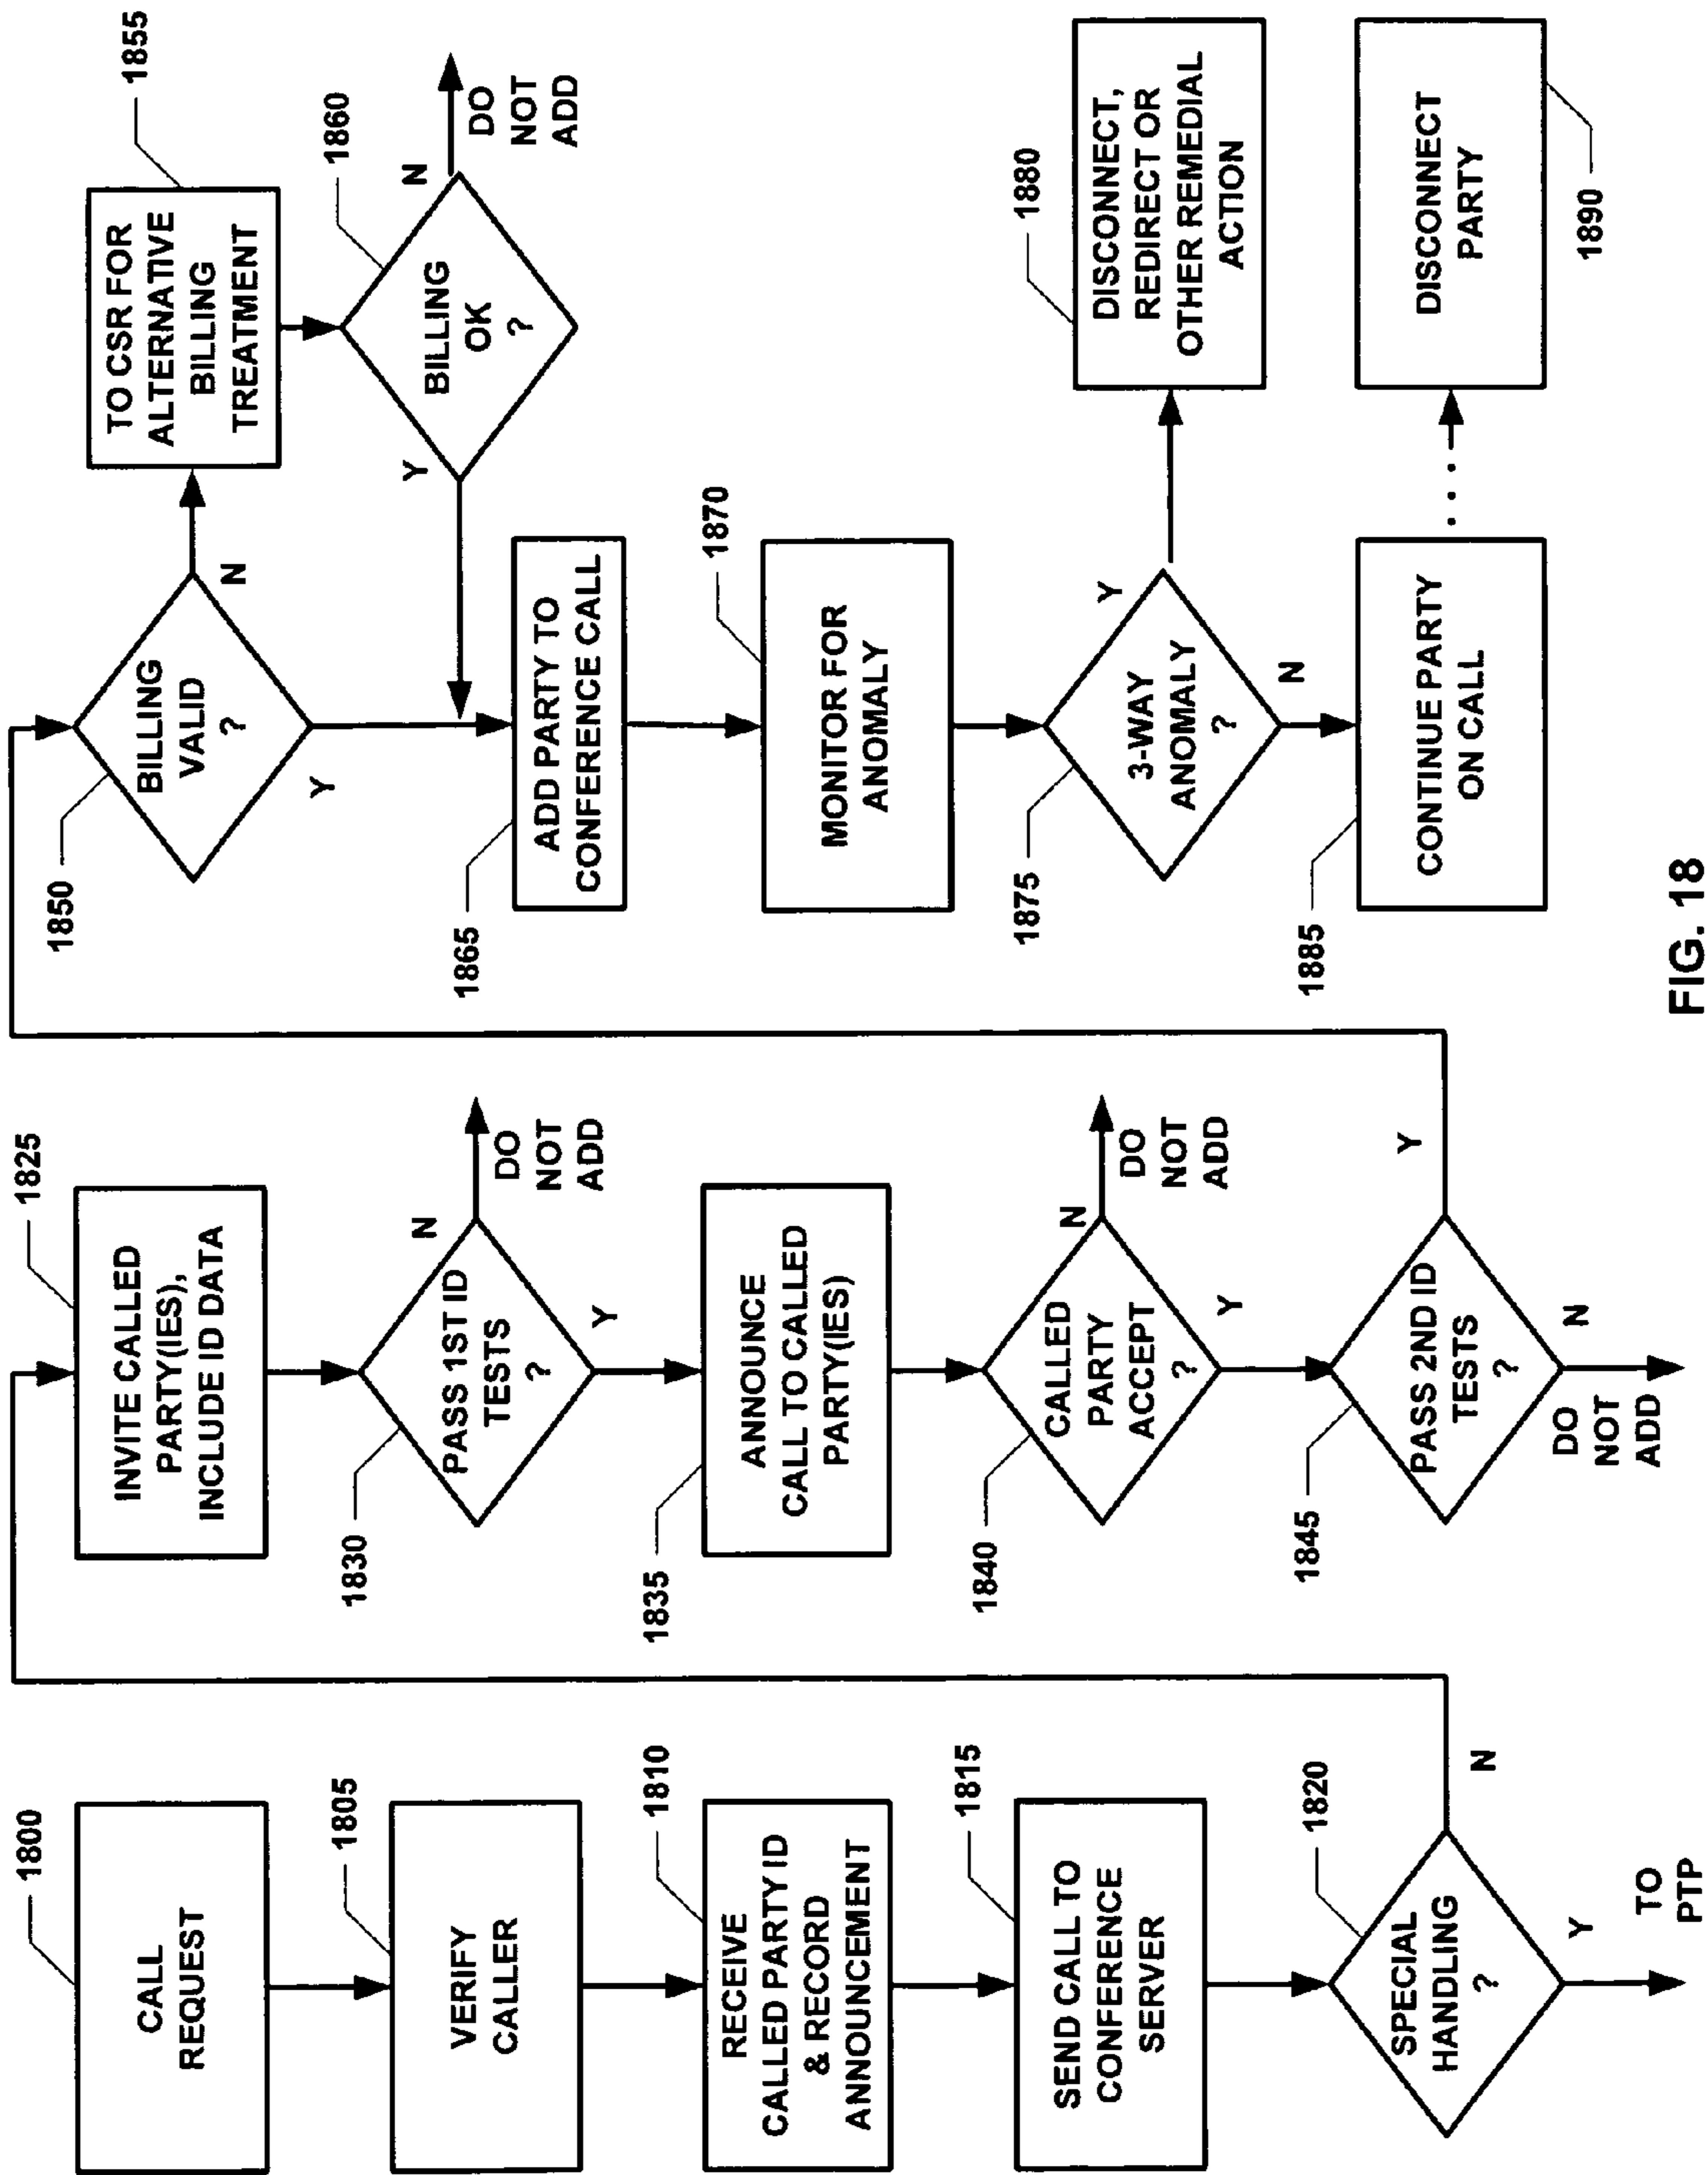 1800
CALL
REQUEST
1805
VERIFY
CALLER
1810
RECEIVE
CALLED PARTY ID
& RECORD
ANNOUNCEMENT
1815
SEND CALL TO
CONFERENCE
SERVER
1820
SPECIAL
HANDLING
?
N
Y
TO
PTP
1825
INVITE CALLED
PARTY(IES),
INCLUDE ID DATA
1830
PASS 1ST ID
TESTS
?
N
DO
NOT
ADD
Y
1835
ANNOUNCE
CALL TO CALLED
PARTY(IES)
1840
CALLED
PARTY
ACCEPT
?
N
DO
NOT
ADD
Y
1845
PASS 2ND ID
TESTS
?
Y
N
DO
NOT
ADD
1850
BILLING
VALID
?
N
Y
1855
TO CSR FOR
ALTERNATIVE
BILLING
TREATMENT
1860
BILLING
OK
?
N
DO
NOT
ADD
Y
1865
ADD PARTY TO
CONFERENCE CALL
1870
MONITOR FOR
ANOMALY
1875
3-WAY
ANOMALY
?
Y
N
1880
DISCONNECT,
REDIRECT OR
OTHER REMEDIAL
ACTION
1885
CONTINUE PARTY
ON CALL
DISCONNECT
PARTY
1890
FIG. 18